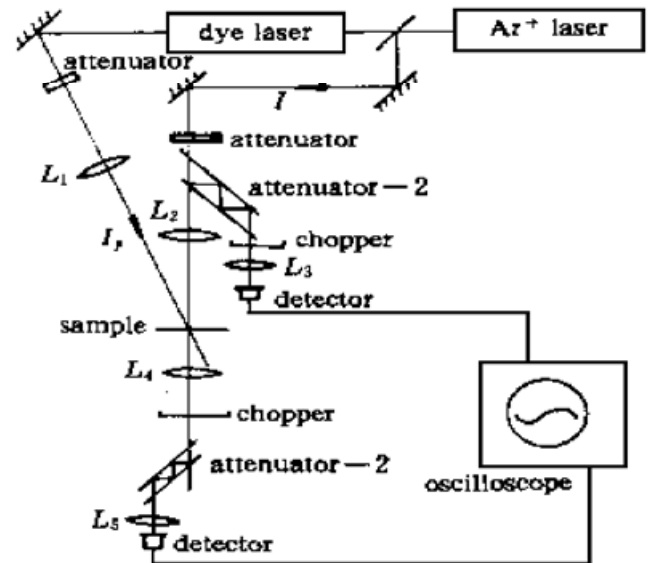 dye laser
Ar⁺ laser
attenuator
I
attenuator
L₁
attenuator-2
L₂
chopper
Iₚ
L₃
detector
sample
L₄
chopper
attenuator-2
oscilloscope
L₅
detector